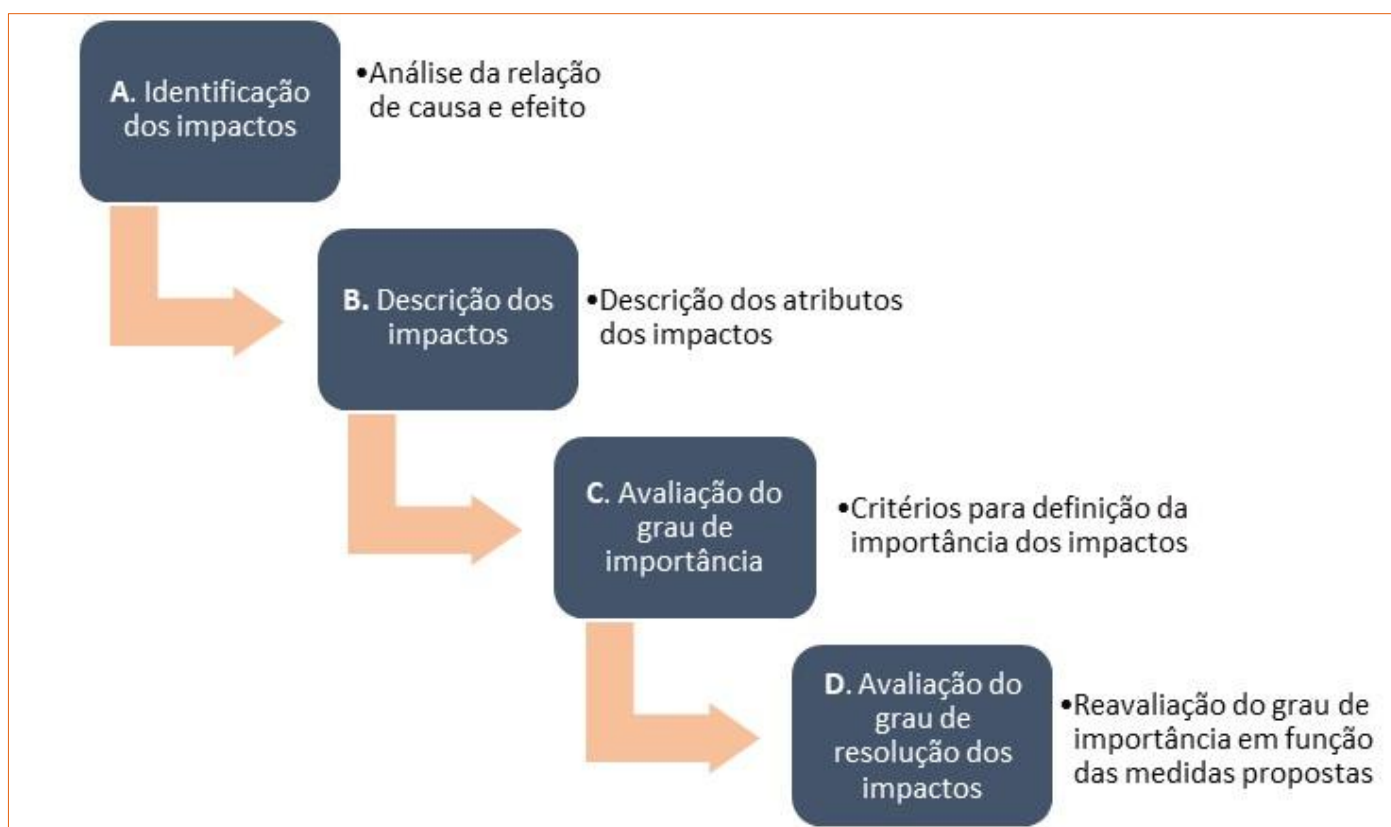 A. Identificação
dos impactos
•Análise da relação
de causa e efeito
B. Descrição dos
impactos
•Descrição dos atributos
dos impactos
C. Avaliação do
grau de
importância
•Critérios para definição da
importância dos impactos
D. Avaliação do
grau de
resolução dos
impactos
•Reavaliação do grau de
importância em função
das medidas propostas